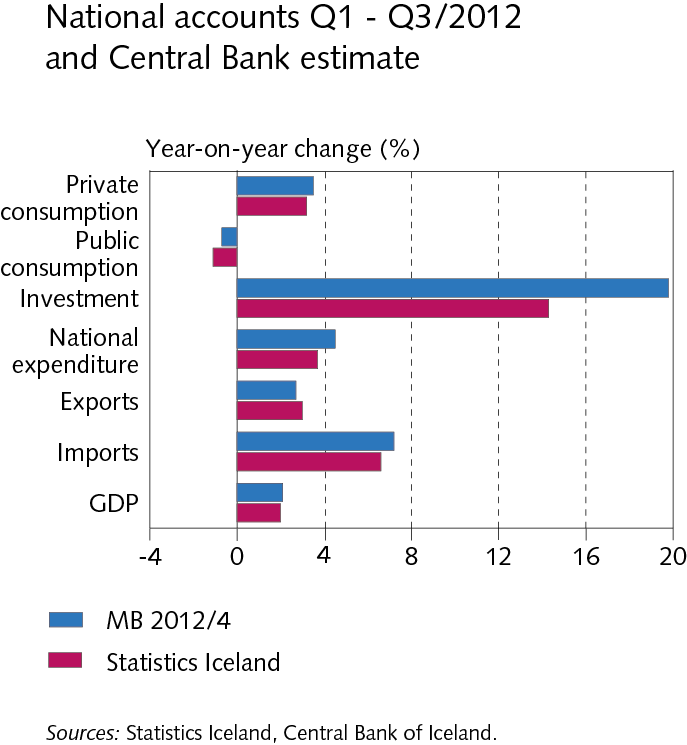 National accounts Q1 - Q3/2012
and Central Bank estimate
Year-on-year change (%)
Private
consumption
Public
consumption
Investment
National
expenditure
Exports
Imports
GDP
-4 0 4 8 12 16 20
MB 2012/4
Statistics Iceland
Sources: Statistics Iceland, Central Bank of Iceland.